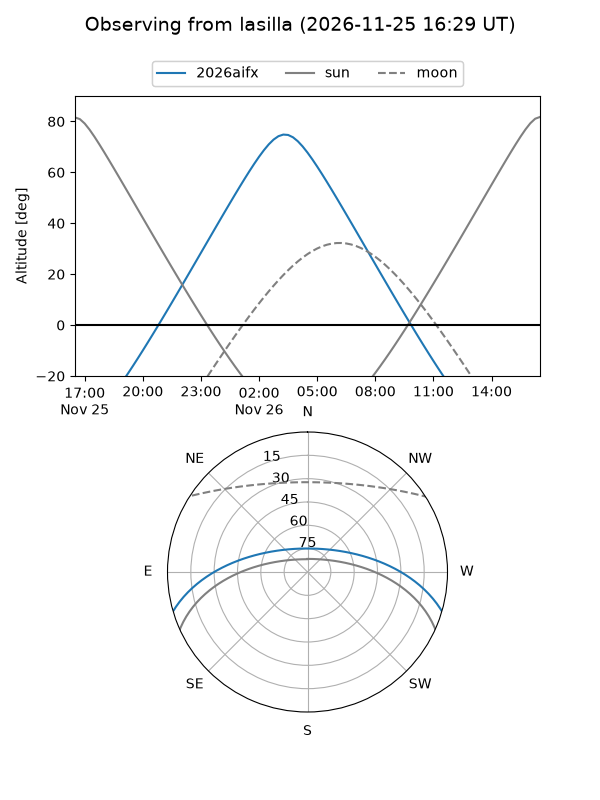 Observing from lasilla (2026-11-25 16:29 UT)
2026aifx sun moon
Altitude [deg]
80
60
40
20
0
−20
17:00 20:00 23:00 02:00 05:00 08:00 11:00 14:00
Nov 25 Nov 26
N
NE NW
15
30
45
60
75
E W
SE SW
S